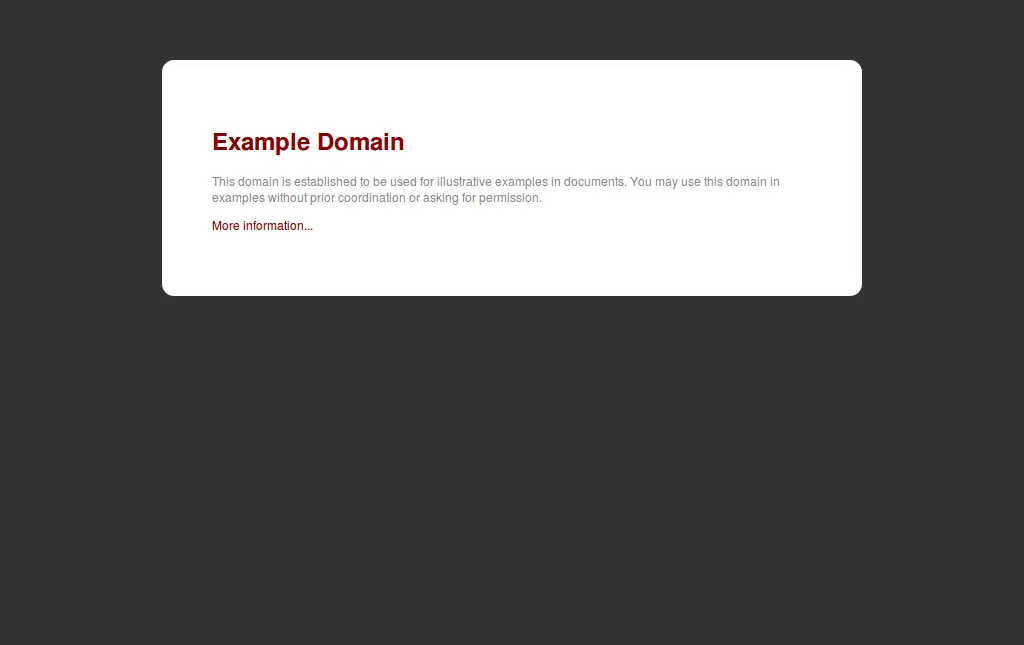 Example Domain
This domain is established to be used for illustrative examples in documents. You may use this domain in
examples without prior coordination or asking for permission.
More information...